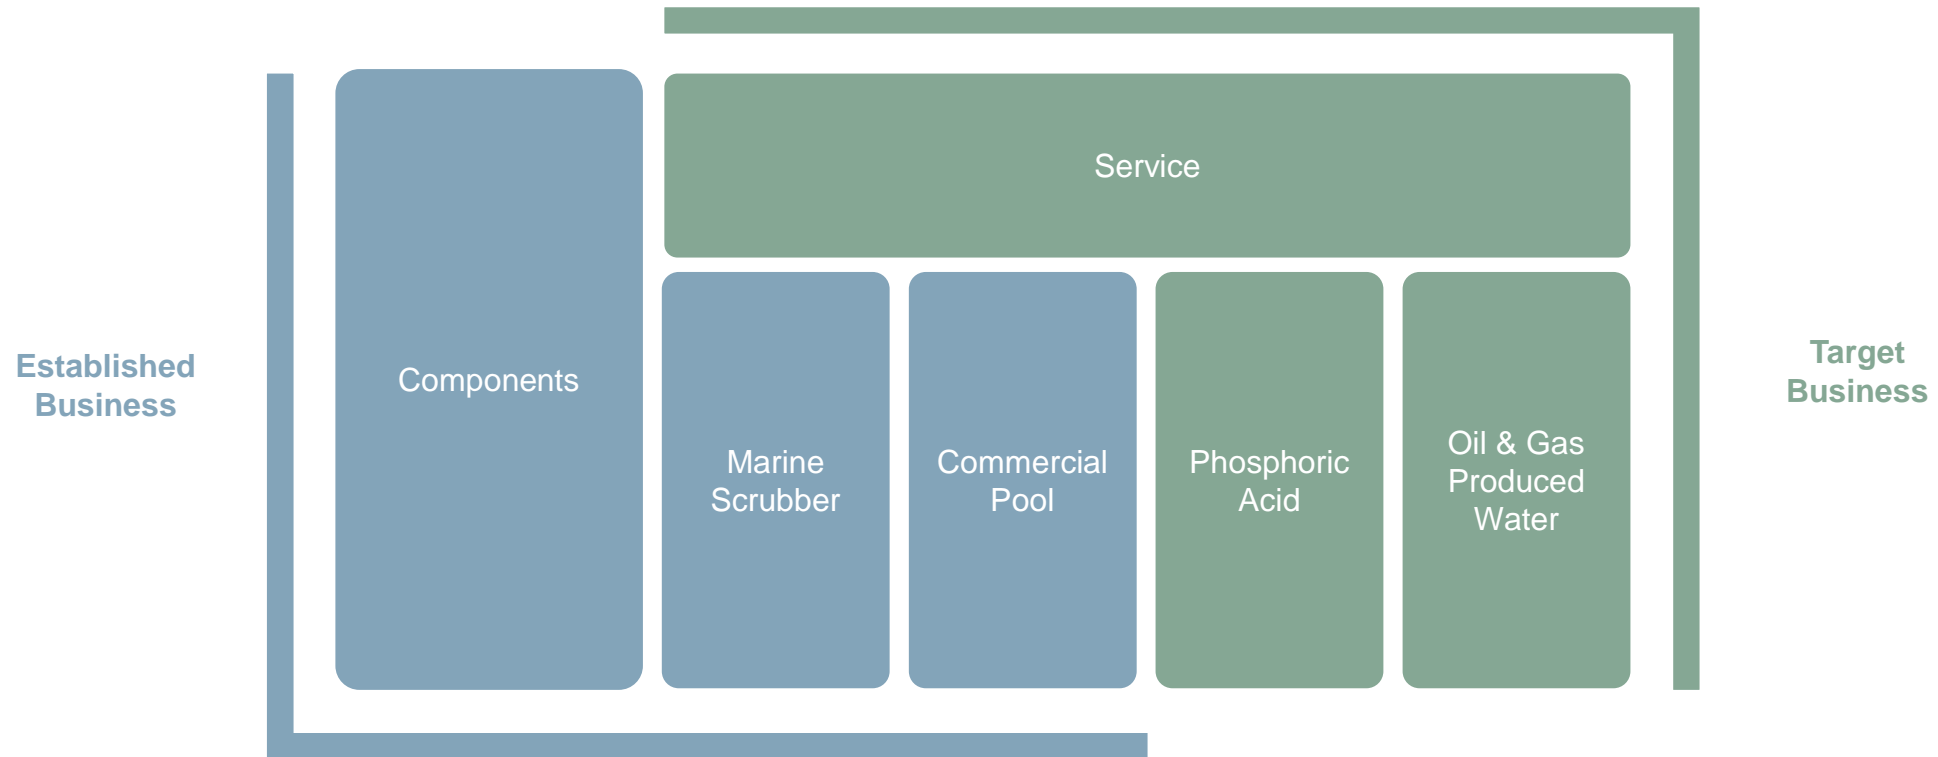 Established
Business
Components
Service
Marine
Scrubber
Commercial
Pool
Phosphoric
Acid
Oil & Gas
Produced
Water
Target
Business